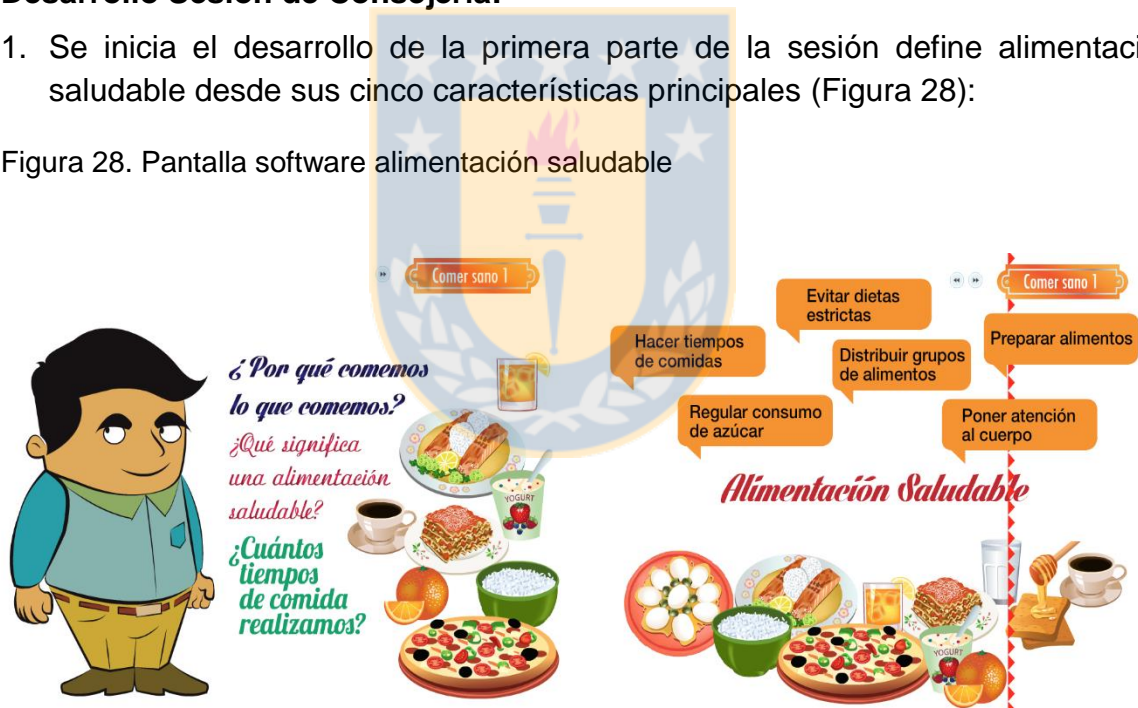 Desarrollo Sesión de Consejería:
1. Se inicia el desarrollo de la primera parte de la sesión define alimentaci
saludable desde sus cinco características principales (Figura 28):
Figura 28. Pantalla software alimentación saludable
Comer sano 1
¿Por qué comemos
lo que comemos?
¿Qué significa
una alimentación
saludable?
¿Cuántos
tiempos
de comida
realizamos?
YOGURT
Comer sano 1
Evitar dietas
estrictas
Hacer tiempos
de comidas
Distribuir grupos
de alimentos
Preparar alimentos
Regular consumo
de azúcar
Poner atención
al cuerpo
Alimentación Saludable
YOGURT